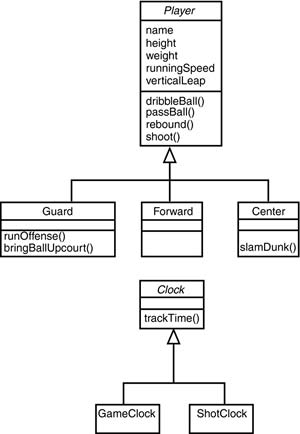 Player
name
height
weight
runningSpeed
verticalLeap
dribbleBall()
passBall()
rebound()
shoot()
Guard
runOffense()
bringBallUpcourt()
Forward
Center
slamDunk()
Clock
trackTime()
GameClock
ShotClock